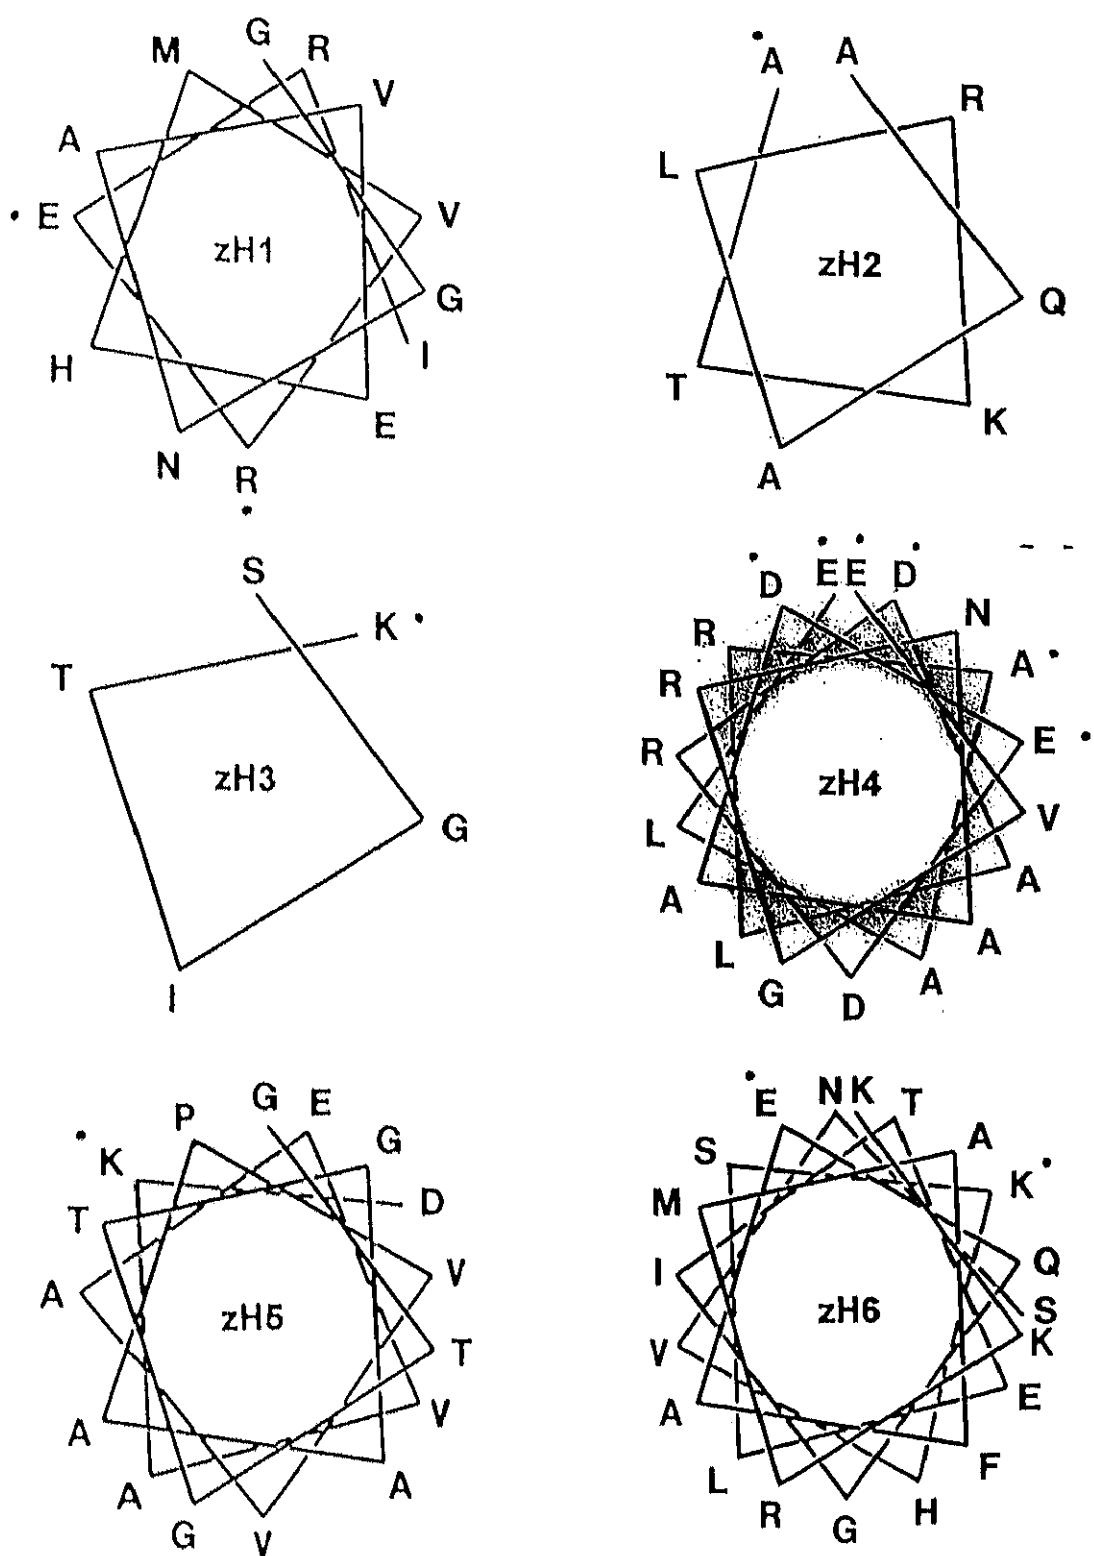 M G R
V
A
E V
zH1
G
H I
E
N
R
A A
R
L
zH2
Q
T
K
A
S
K
T
zH3
G
I
D E E D
N
R
A
R
R E
zH4
L V
A A
L A
G A
D
P G E
G
K
D
T
A V
zH5
T
A V
A A
G
V
E N K T
A
S
K
M
I Q
zH6 S
V K
A E
L F
R H
G